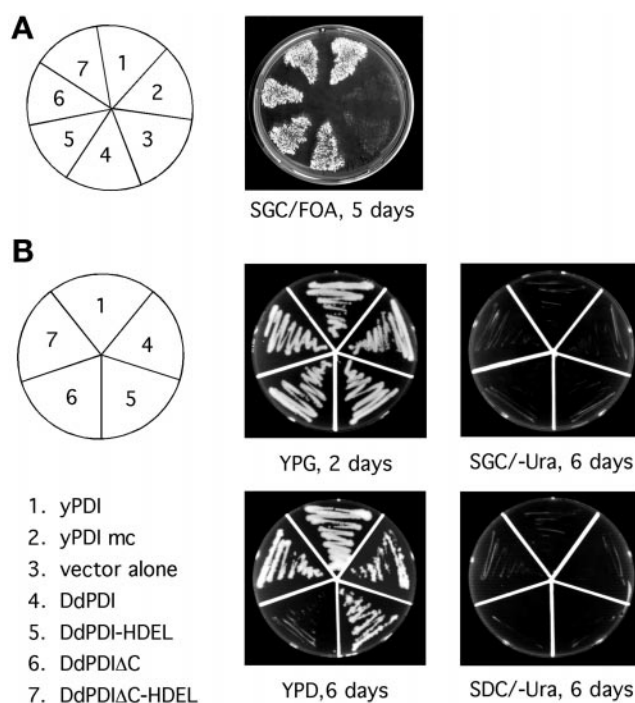 A
1
2
3
4
5
6
7
SGC/FOA, 5 days
B
1
4
5
6
7
YPG, 2 days
SGC/-Ura, 6 days
1. yPDI
2. yPDI mc
3. vector alone
4. DdPDI
5. DdPDI-HDEL
6. DdPDIΔC
7. DdPDIΔC-HDEL
YPD,6 days
SDC/-Ura, 6 days